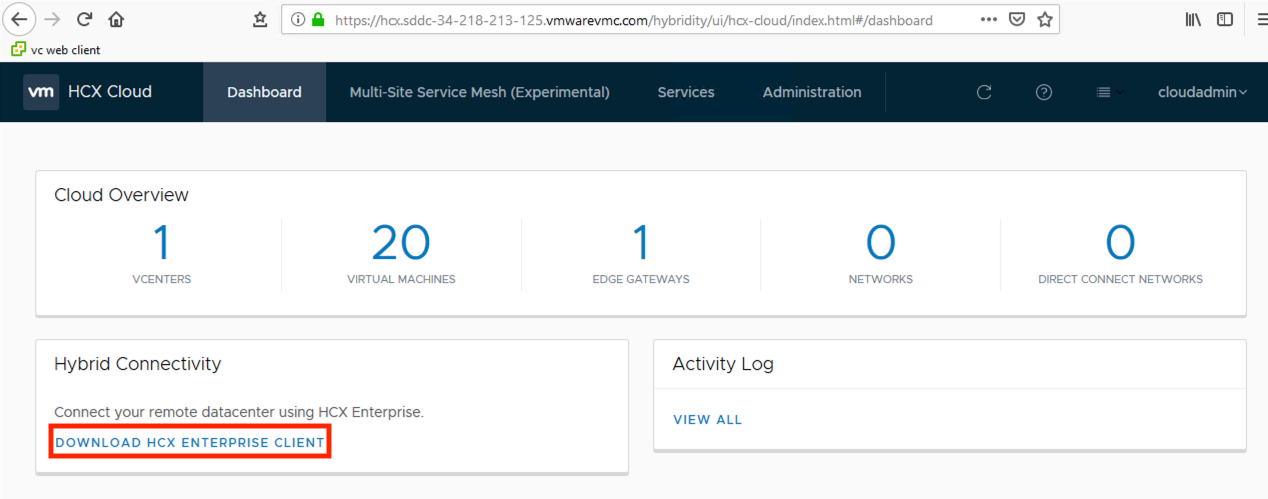 https://hcx.sddc-34-218-213-125.vmwarevmc.com/hybridity/ui/hcx-cloud/index.html#/dashboard
vc web client
vm HCX Cloud Dashboard Multi-Site Service Mesh (Experimental) Services Administration cloudadmin
Cloud Overview
1 20 1 0 0
VCENTERS VIRTUAL MACHINES EDGE GATEWAYS NETWORKS DIRECT CONNECT NETWORKS
Hybrid Connectivity
Connect your remote datacenter using HCX Enterprise.
DOWNLOAD HCX ENTERPRISE CLIENT
Activity Log
VIEW ALL